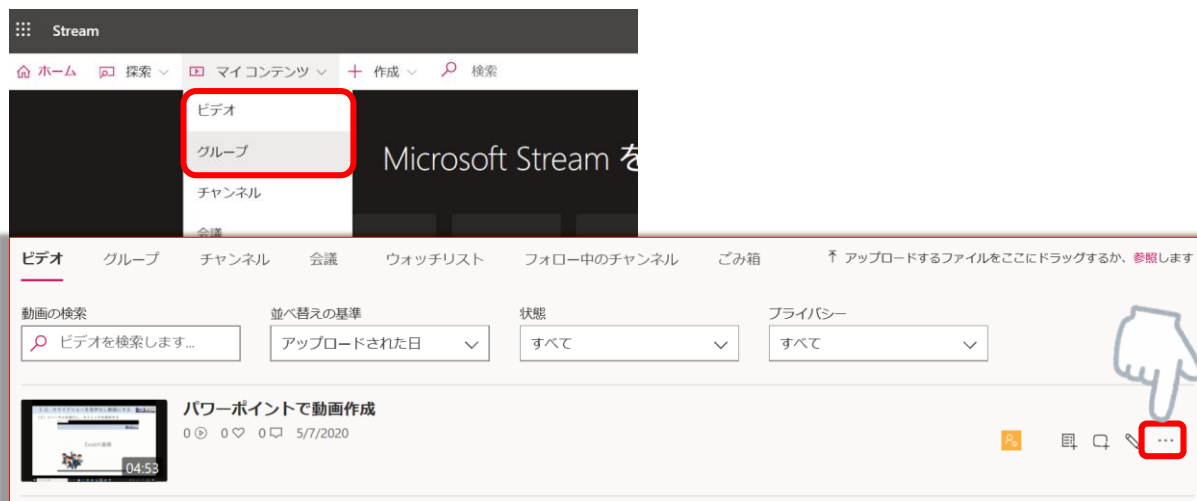 Stream
ホーム 探索 マイ コンテンツ 作成 検索
ビデオ
グループ
Microsoft Stream を
チャンネル
会議
ビデオ グループ チャンネル 会議 ウォッチリスト フォロー中のチャンネル ごみ箱 アップロードするファイルをここにドラッグするか、参照します
動画の検索 並べ替えの基準 状態 プライバシー
ビデオを検索します... アップロードされた日 すべて すべて
パワーポイントで動画作成
0 0 0 5/7/2020
04:53